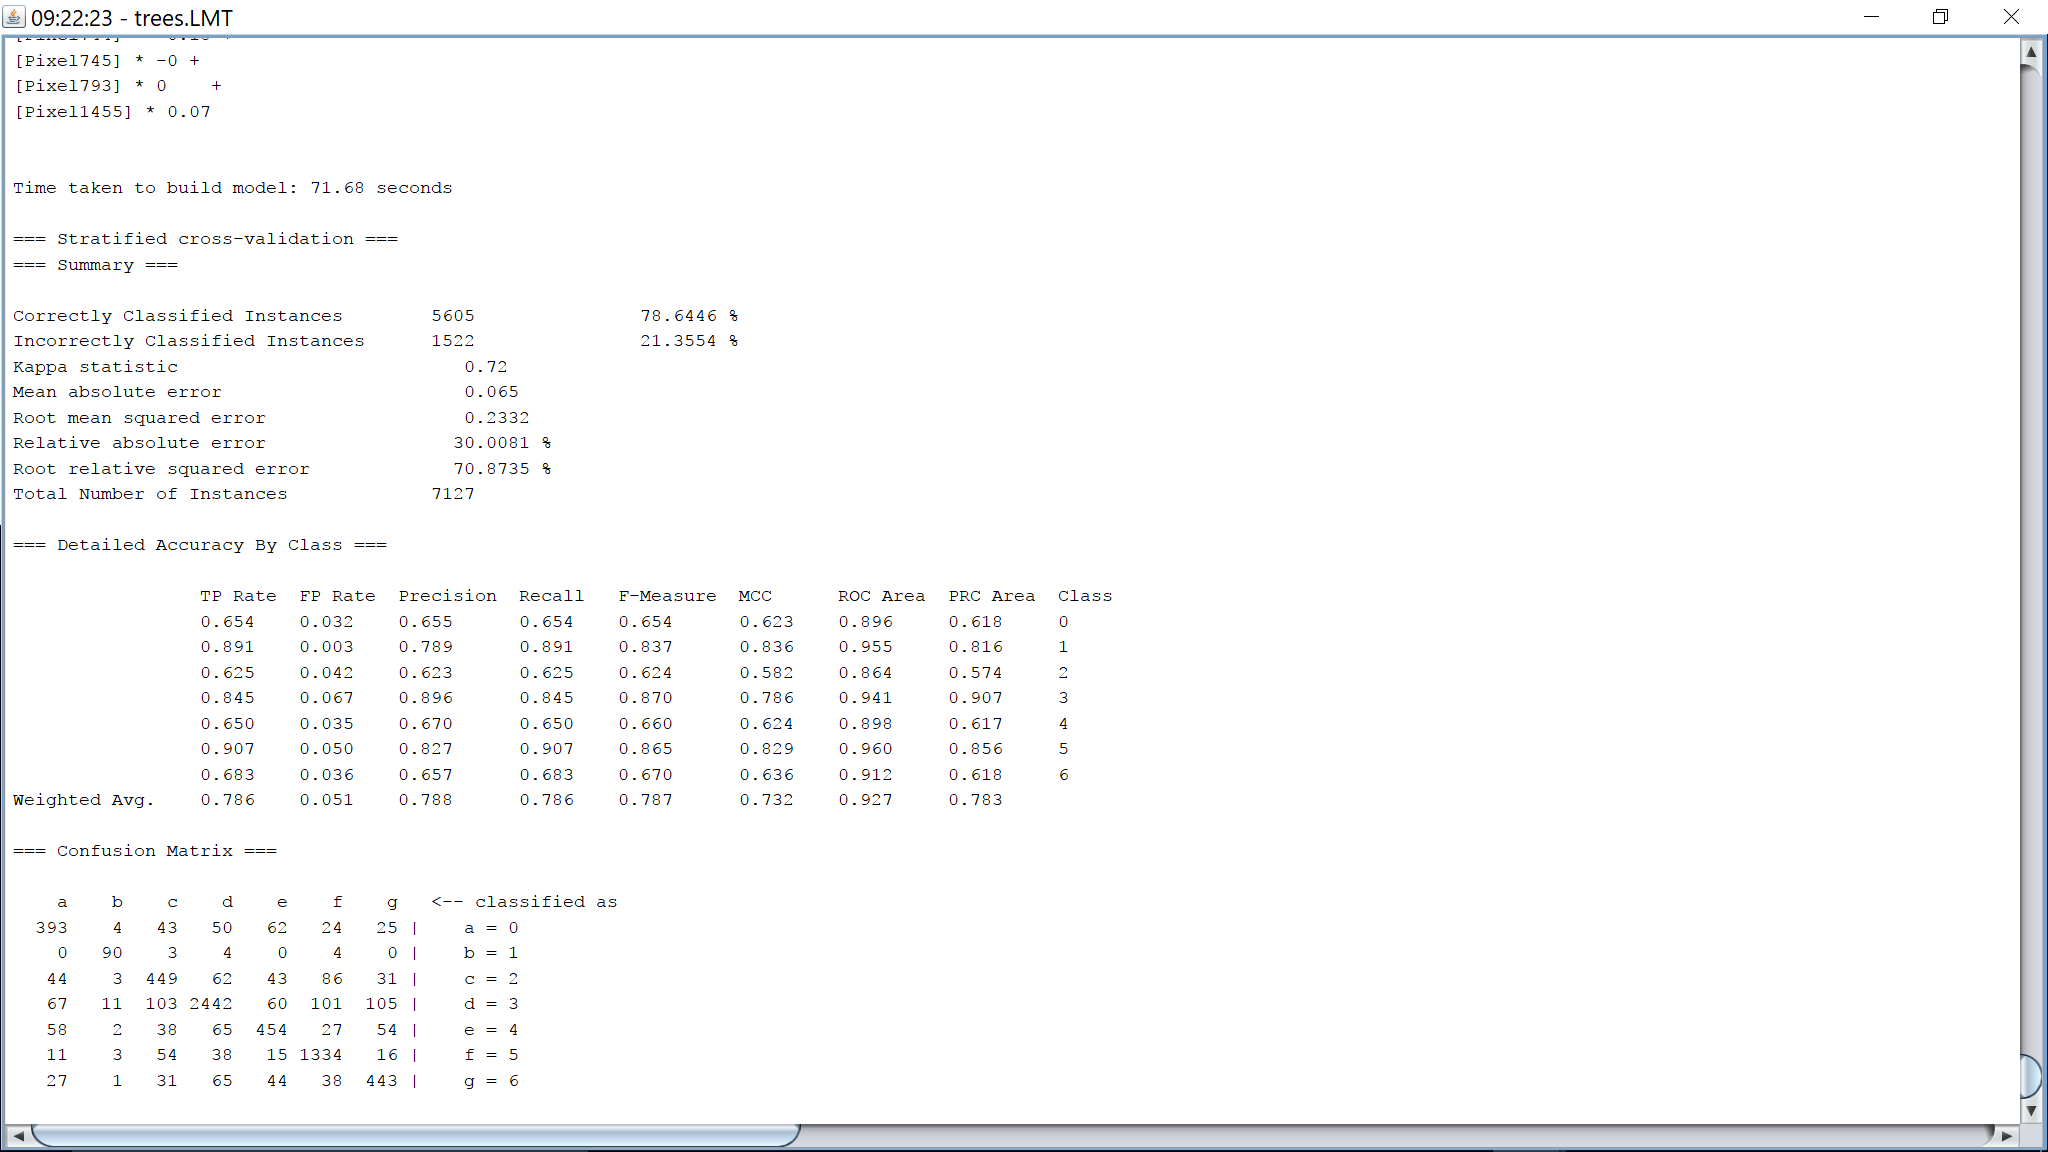 09:22:23 - trees.LMT
[Pixel745] * -0 +
[Pixel793] * 0    +
[Pixel1455] * 0.07
Time taken to build model: 71.68 seconds
=== Stratified cross-validation ===
=== Summary ===
Correctly Classified Instances        5605               78.6446 %
Incorrectly Classified Instances      1522               21.3554 %
Kappa statistic                          0.72
Mean absolute error                      0.065
Root mean squared error                  0.2332
Relative absolute error                 30.0081 %
Root relative squared error             70.8735 %
Total Number of Instances             7127
=== Detailed Accuracy By Class ===
TP Rate  FP Rate  Precision  Recall   F-Measure  MCC      ROC Area  PRC Area  Class
0.654    0.032    0.655      0.654    0.654      0.623    0.896     0.618     0
0.891    0.003    0.789      0.891    0.837      0.836    0.955     0.816     1
0.625    0.042    0.623      0.625    0.624      0.582    0.864     0.574     2
0.845    0.067    0.896      0.845    0.870      0.786    0.941     0.907     3
0.650    0.035    0.670      0.650    0.660      0.624    0.898     0.617     4
0.907    0.050    0.827      0.907    0.865      0.829    0.960     0.856     5
0.683    0.036    0.657      0.683    0.670      0.636    0.912     0.618     6
Weighted Avg.    0.786    0.051    0.788      0.786    0.787      0.732    0.927     0.783
=== Confusion Matrix ===
a    b    c    d    e    f    g   <-- classified as
393    4   43   50   62   24   25 |    a = 0
0   90    3    4    0    4    0 |    b = 1
44    3  449   62   43   86   31 |    c = 2
67   11  103 2442   60  101  105 |    d = 3
58    2   38   65  454   27   54 |    e = 4
11    3   54   38   15 1334   16 |    f = 5
27    1   31   65   44   38  443 |    g = 6